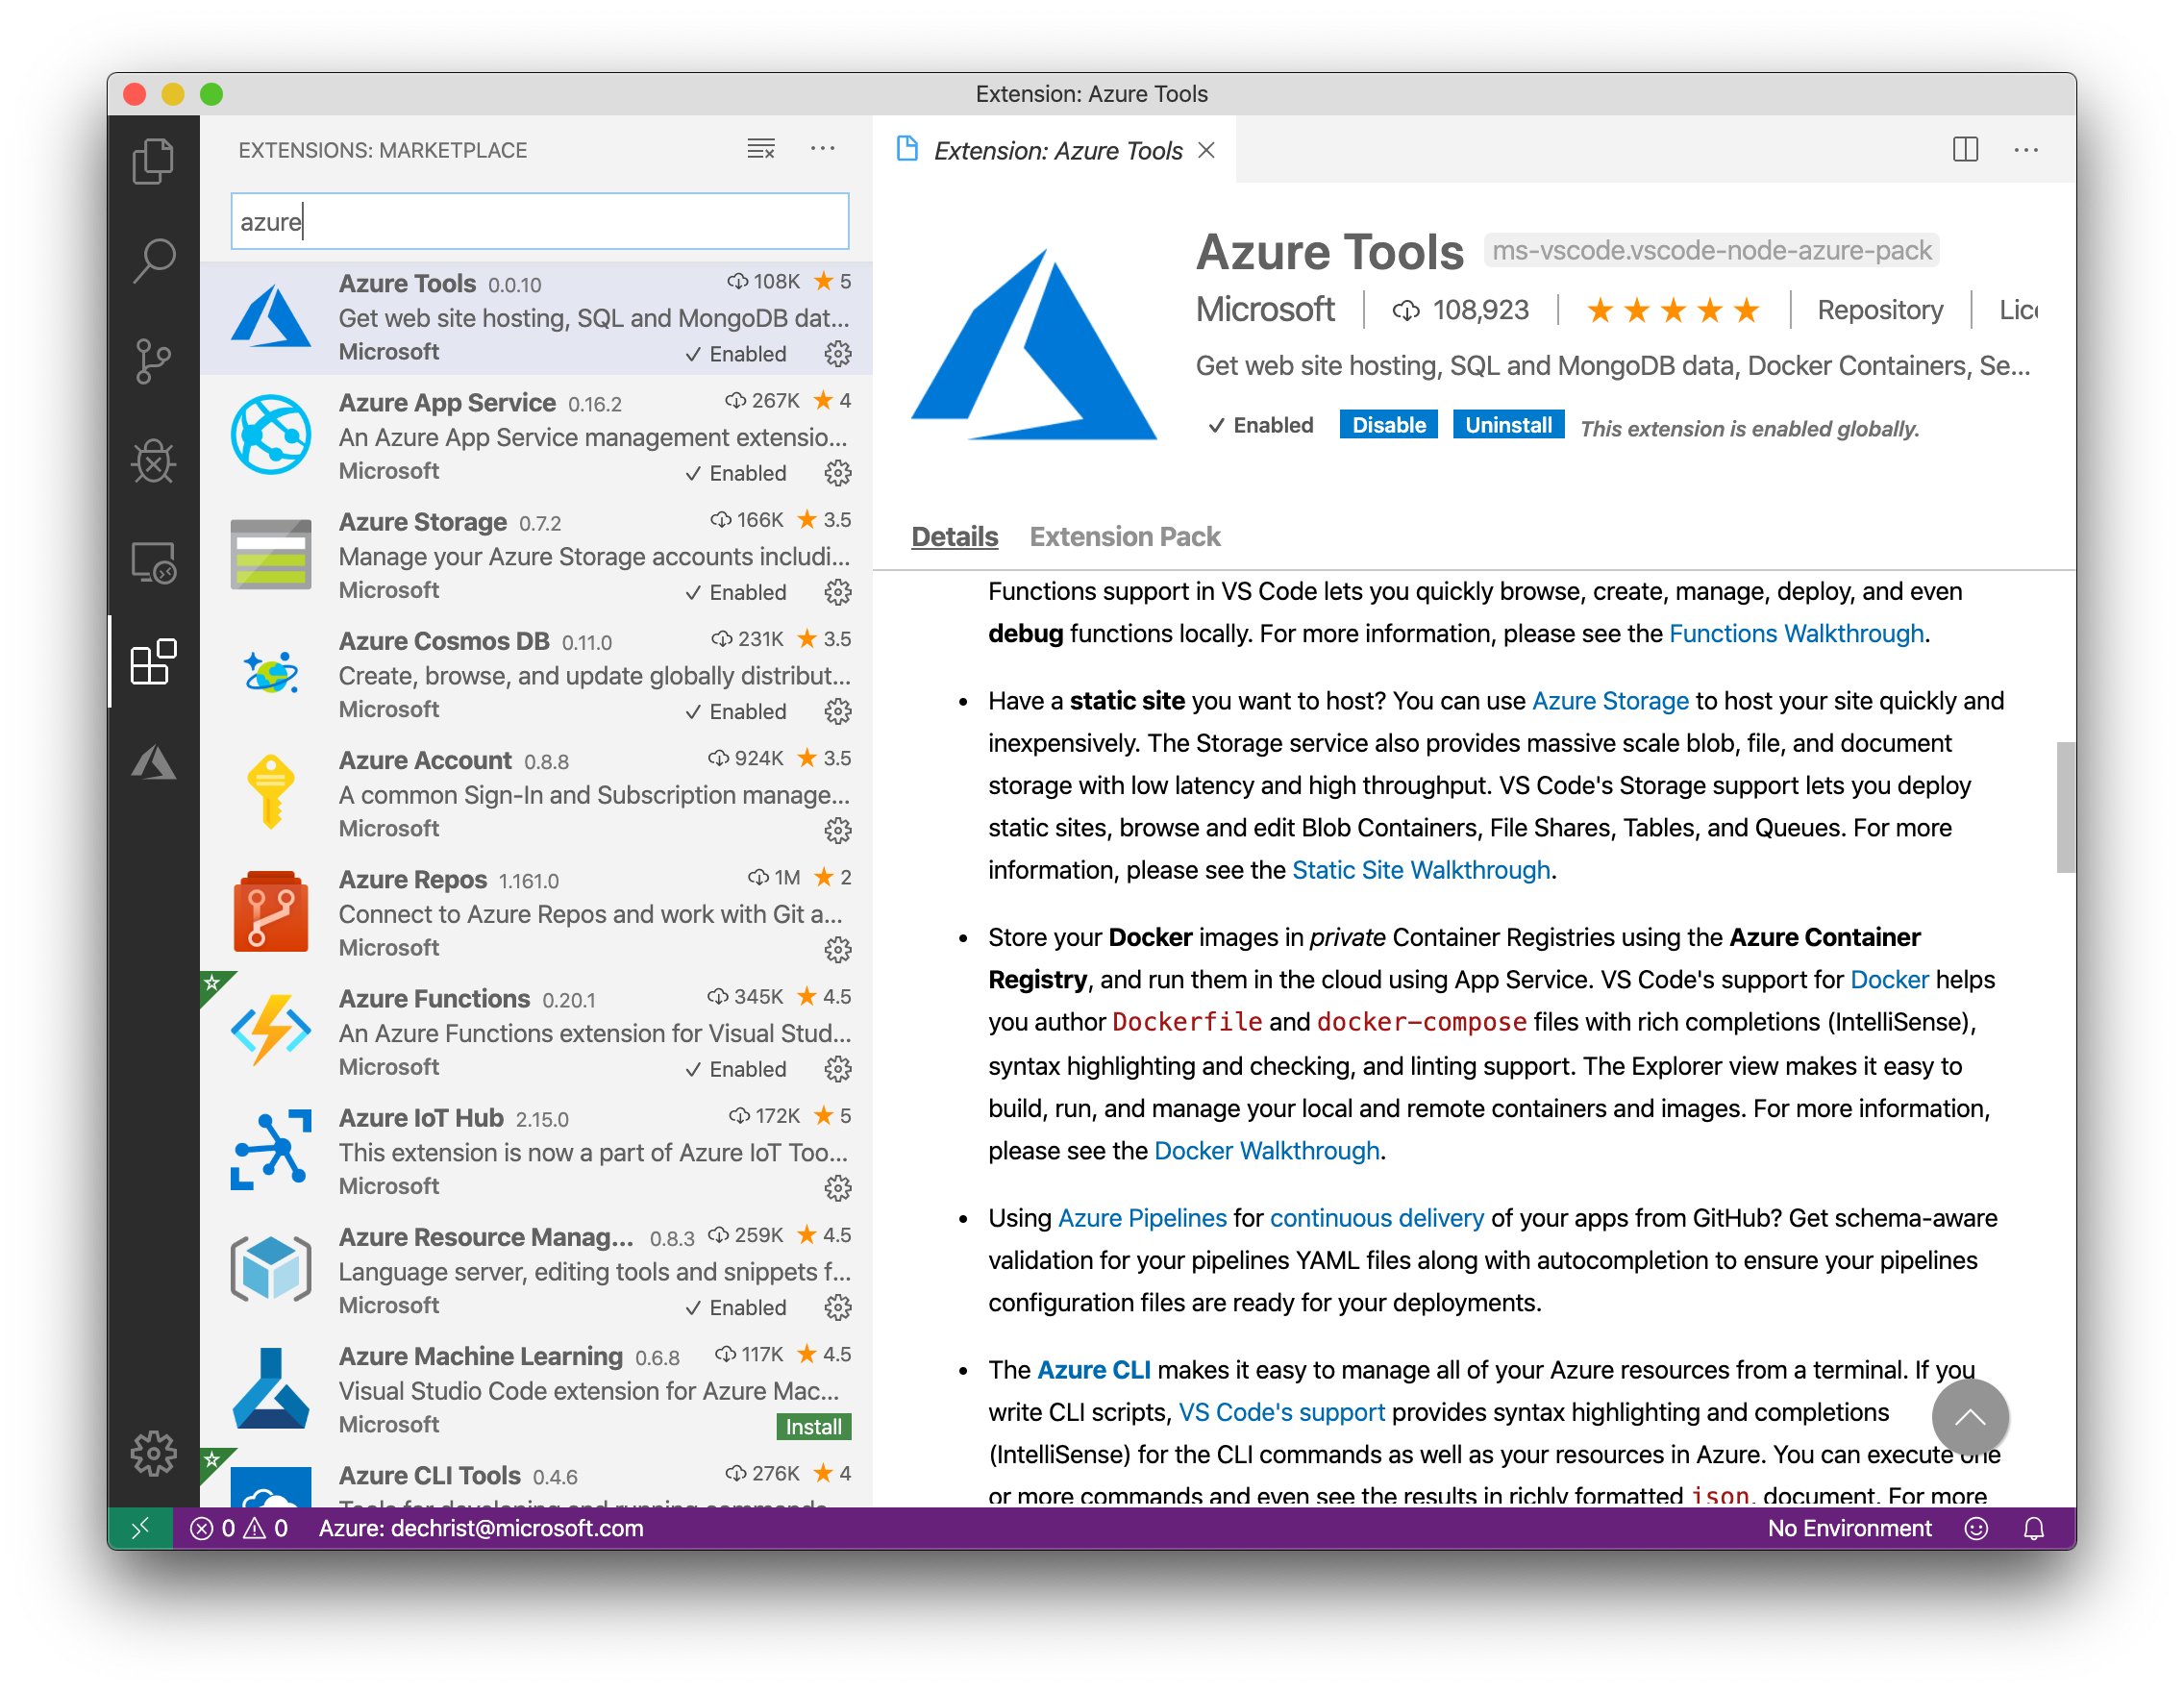 Extension: Azure Tools
EXTENSIONS: MARKETPLACE
azure
Azure Tools 0.0.10 108K 5
Get web site hosting, SQL and MongoDB dat...
Microsoft Enabled
Azure App Service 0.16.2 267K 4
An Azure App Service management extensio...
Microsoft Enabled
Azure Storage 0.7.2 166K 3.5
Manage your Azure Storage accounts includi...
Microsoft Enabled
Azure Cosmos DB 0.11.0 231K 3.5
Create, browse, and update globally distribut...
Microsoft Enabled
Azure Account 0.8.8 924K 3.5
A common Sign-In and Subscription manage...
Microsoft
Azure Repos 1.161.0 1M 2
Connect to Azure Repos and work with Git a...
Microsoft
Azure Functions 0.20.1 345K 4.5
An Azure Functions extension for Visual Stud...
Microsoft Enabled
Azure IoT Hub 2.15.0 172K 5
This extension is now a part of Azure IoT Too...
Microsoft
Azure Resource Manag... 0.8.3 259K 4.5
Language server, editing tools and snippets f...
Microsoft Enabled
Azure Machine Learning 0.6.8 117K 4.5
Visual Studio Code extension for Azure Mac...
Microsoft Install
Azure CLI Tools 0.4.6 276K 4
Tools for developing and running commands
Extension: Azure Tools
Azure Tools ms-vscode.vscode-node-azure-pack
Microsoft 108,923 Repository Lic
Get web site hosting, SQL and MongoDB data, Docker Containers, Se...
Enabled Disable Uninstall This extension is enabled globally.
Details Extension Pack
Functions support in VS Code lets you quickly browse, create, manage, deploy, and even
debug functions locally. For more information, please see the Functions Walkthrough.
• Have a static site you want to host? You can use Azure Storage to host your site quickly and
inexpensively. The Storage service also provides massive scale blob, file, and document
storage with low latency and high throughput. VS Code's Storage support lets you deploy
static sites, browse and edit Blob Containers, File Shares, Tables, and Queues. For more
information, please see the Static Site Walkthrough.
• Store your Docker images in private Container Registries using the Azure Container
Registry, and run them in the cloud using App Service. VS Code's support for Docker helps
you author Dockerfile and docker-compose files with rich completions (IntelliSense),
syntax highlighting and checking, and linting support. The Explorer view makes it easy to
build, run, and manage your local and remote containers and images. For more information,
please see the Docker Walkthrough.
• Using Azure Pipelines for continuous delivery of your apps from GitHub? Get schema-aware
validation for your pipelines YAML files along with autocompletion to ensure your pipelines
configuration files are ready for your deployments.
• The Azure CLI makes it easy to manage all of your Azure resources from a terminal. If you
write CLI scripts, VS Code's support provides syntax highlighting and completions
(IntelliSense) for the CLI commands as well as your resources in Azure. You can execute one
or more commands and even see the results in richly formatted json, document. For more
0 0 Azure: dechrist@microsoft.com No Environment